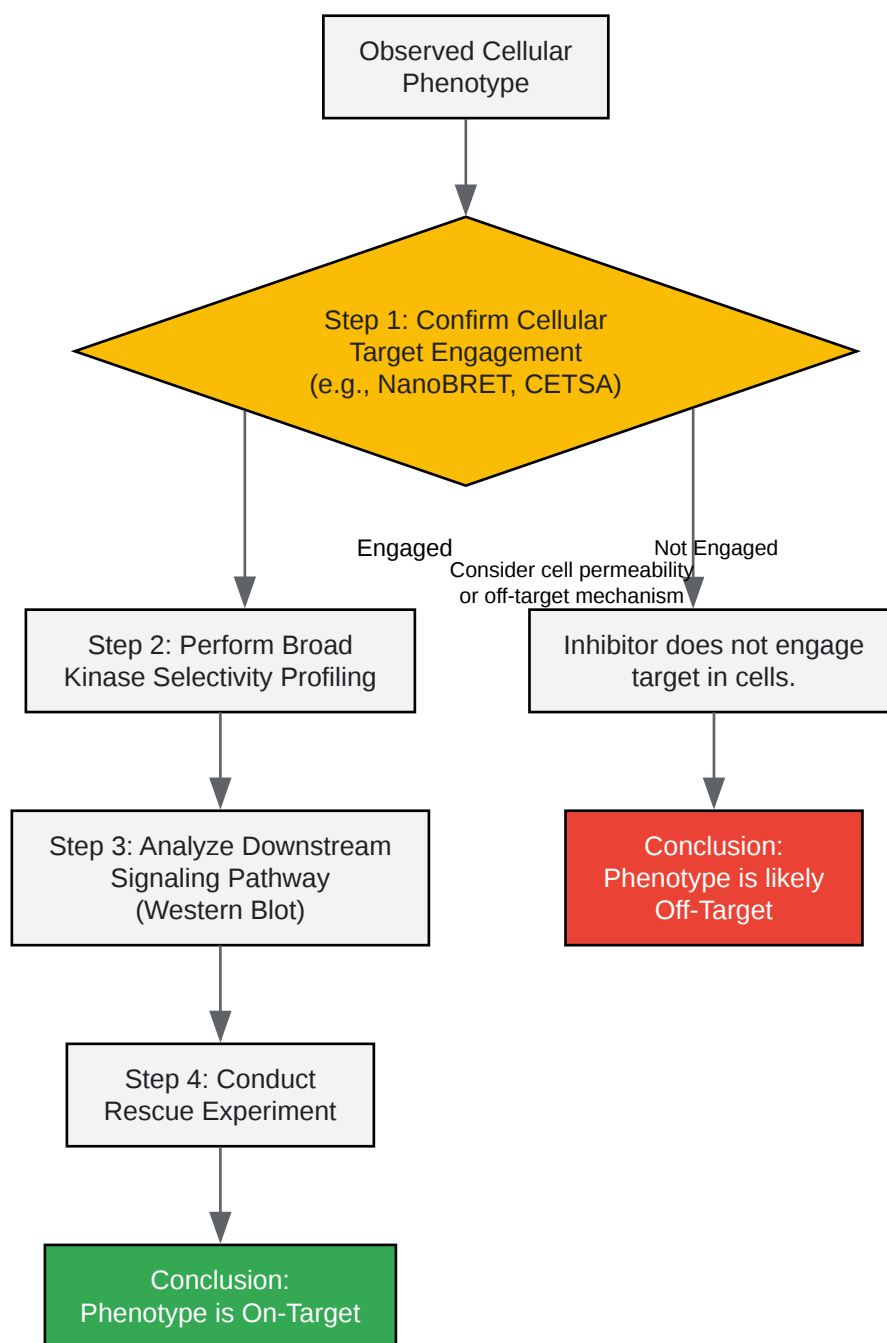 Observed Cellular
Phenotype
Step 1: Confirm Cellular
Target Engagement
(e.g., NanoBRET, CETSA)
Engaged
Not Engaged
Consider cell permeability
or off-target mechanism
Step 2: Perform Broad
Kinase Selectivity Profiling
Inhibitor does not engage
target in cells.
Step 3: Analyze Downstream
Signaling Pathway
(Western Blot)
Conclusion:
Phenotype is likely
Off-Target
Step 4: Conduct
Rescue Experiment
Conclusion:
Phenotype is On-Target